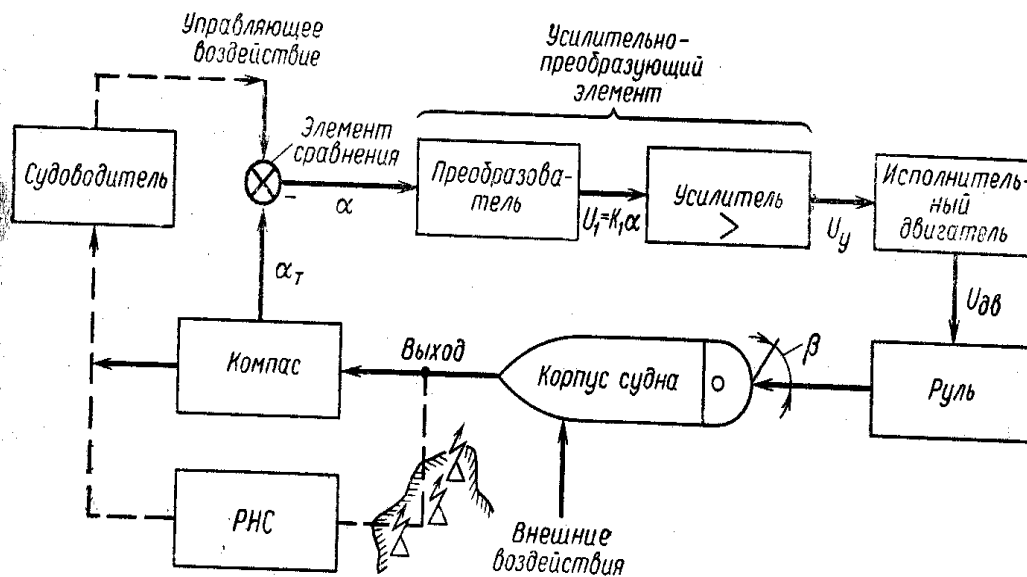 Управляющее
воздействие
Усилительно-
преобразующий
элемент
Элемент
сравнения
Судоводитель
-
α
Преобразова-
тель
U₁=K₁α
Усилитель
>
Uу
Исполнитель-
ный
двигатель
αт
Uдв
Компас
Выход
Корпус судна
β
Руль
РНС
Внешние
воздействия